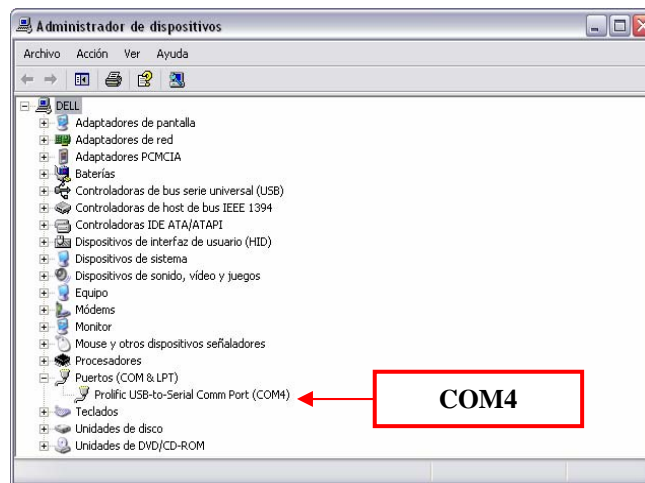 Administrador de dispositivos
Archivo Acción Ver Ayuda
DELL
Adaptadores de pantalla
Adaptadores de red
Adaptadores PCMCIA
Baterías
Controladoras de bus serie universal (USB)
Controladoras de host de bus IEEE 1394
Controladoras IDE ATA/ATAPI
Dispositivos de interfaz de usuario (HID)
Dispositivos de sistema
Dispositivos de sonido, vídeo y juegos
Equipo
Módems
Monitor
Mouse y otros dispositivos señaladores
Procesadores
Puertos (COM & LPT)
Prolific USB-to-Serial Comm Port (COM4)
COM4
Teclados
Unidades de disco
Unidades de DVD/CD-ROM